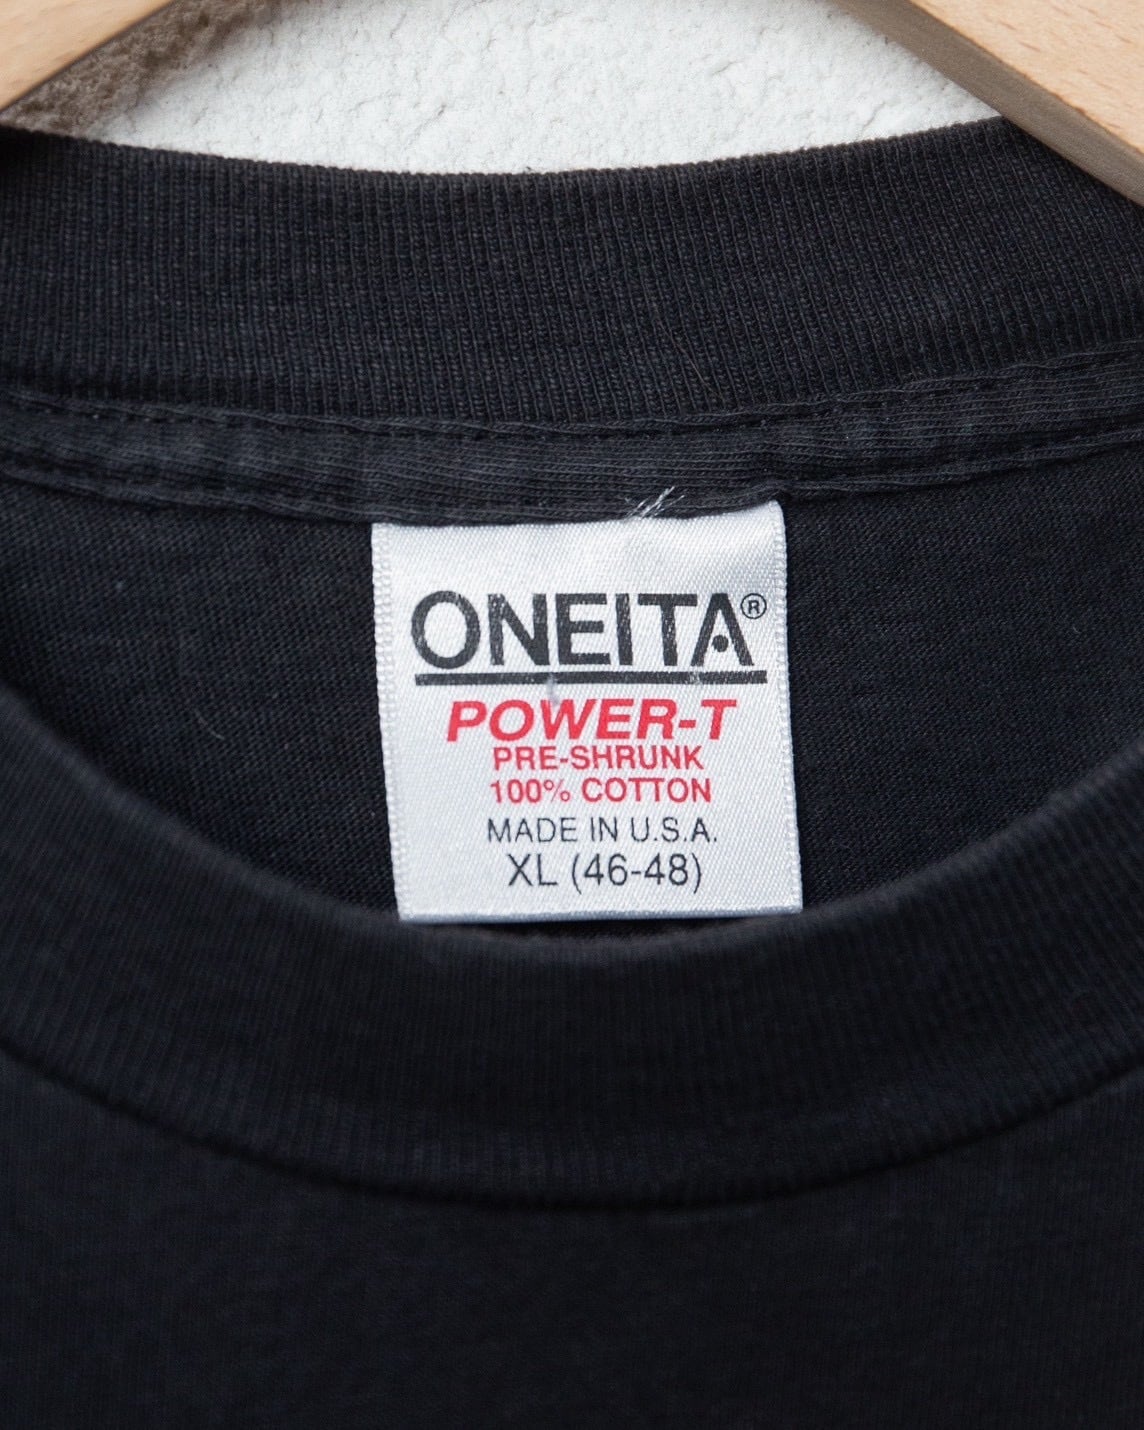 ONEITA®
POWER-T
PRE-SHRUNK
100% COTTON
MADE IN U.S.A.
XL (46-48)